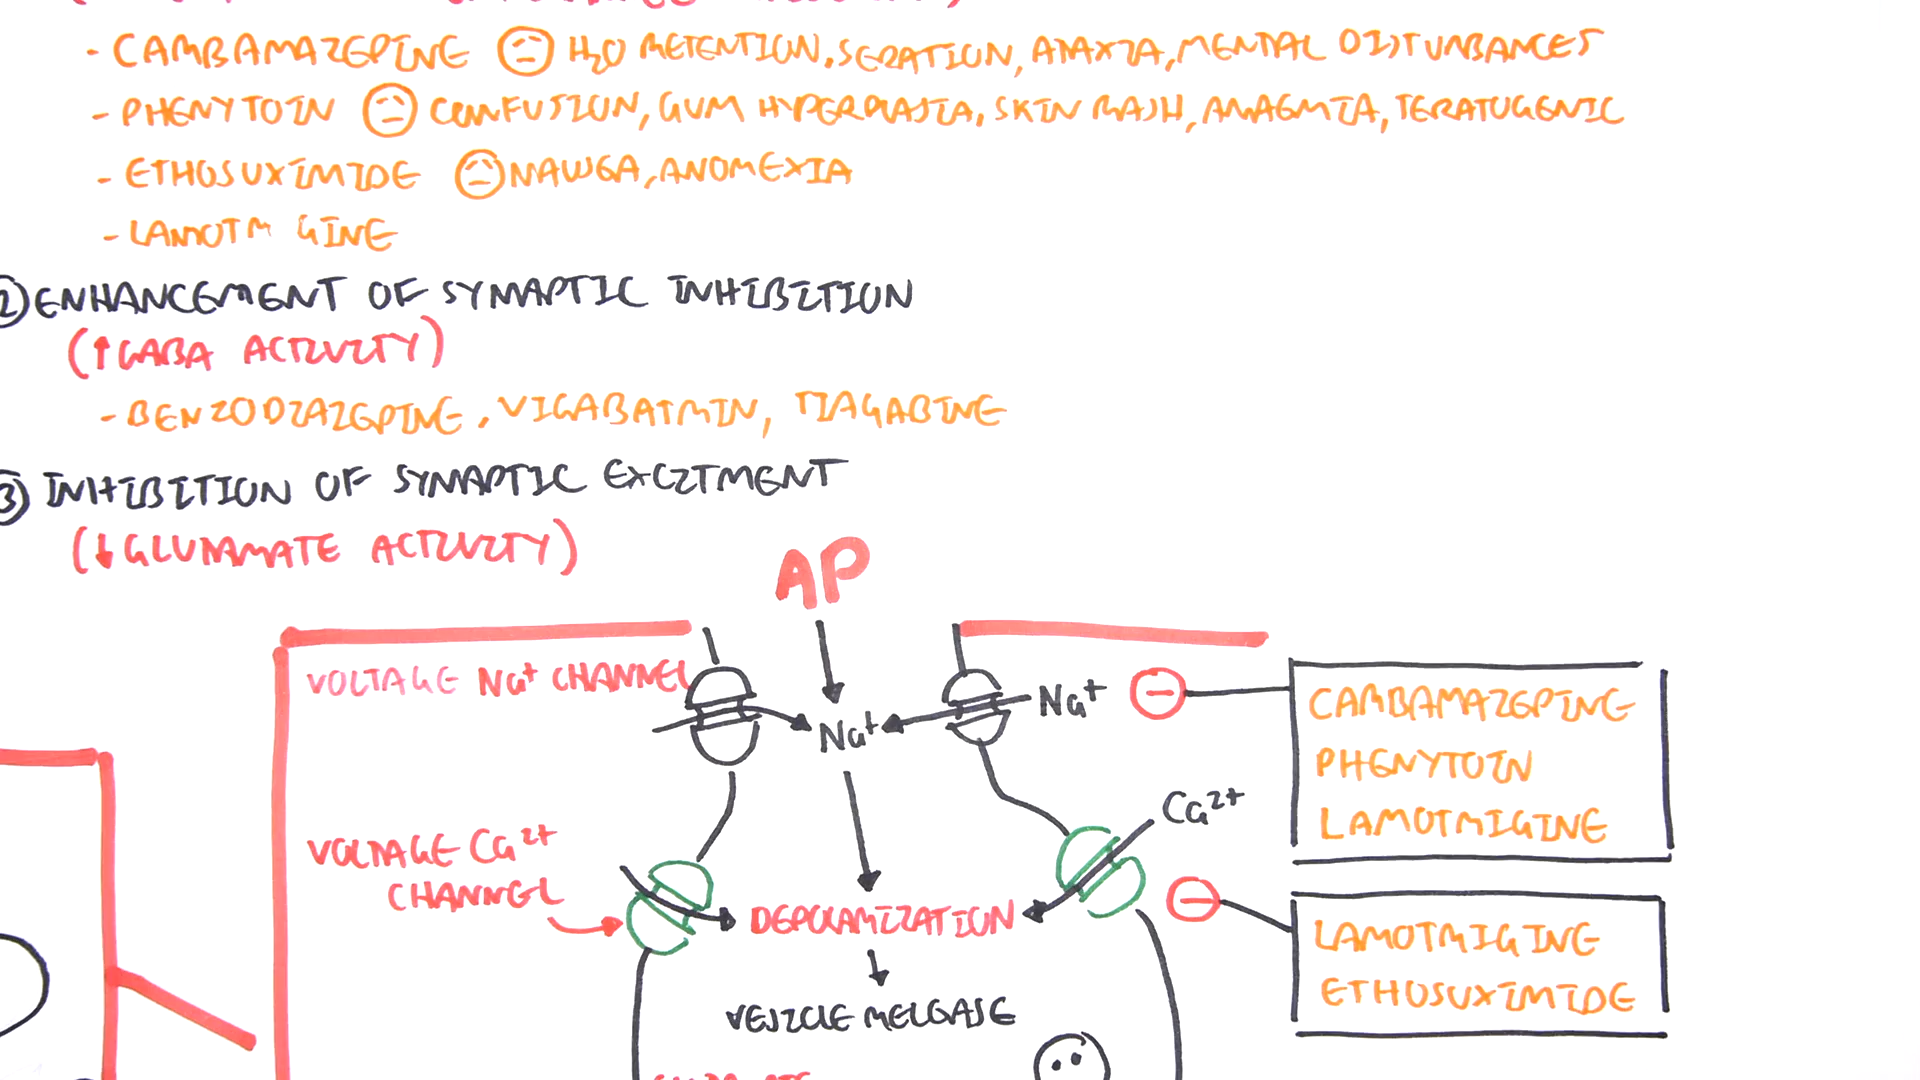 - CARBAMAZEPINE H2O RETENTION, SEDATION, ATAXIA, MENTAL DISTURBANCES
- PHENYTOIN CONFUSION, GUM HYPERPLASIA, SKIN RASH, ANAEMIA, TERATOGENIC
- ETHOSUXIMIDE NAUSEA, ANOREXIA
- LAMOTRIGINE
② ENHANCEMENT OF SYNAPTIC INHIBITION
(↑GABA ACTIVITY)
- BENZODIAZEPINE, VIGABATRIN, TIAGABINE
③ INHIBITION OF SYNAPTIC EXCITMENT
(↓GLUTAMATE ACTIVITY)
AP
VOLTAGE Na+ CHANNEL
Na+
Na+
CARBAMAZEPINE
PHENYTOIN
LAMOTRIGINE
Ca2+
VOLTAGE Ca2+
CHANNEL
DEPOLARIZATION
LAMOTRIGINE
ETHOSUXIMIDE
VESICLE RELEASE